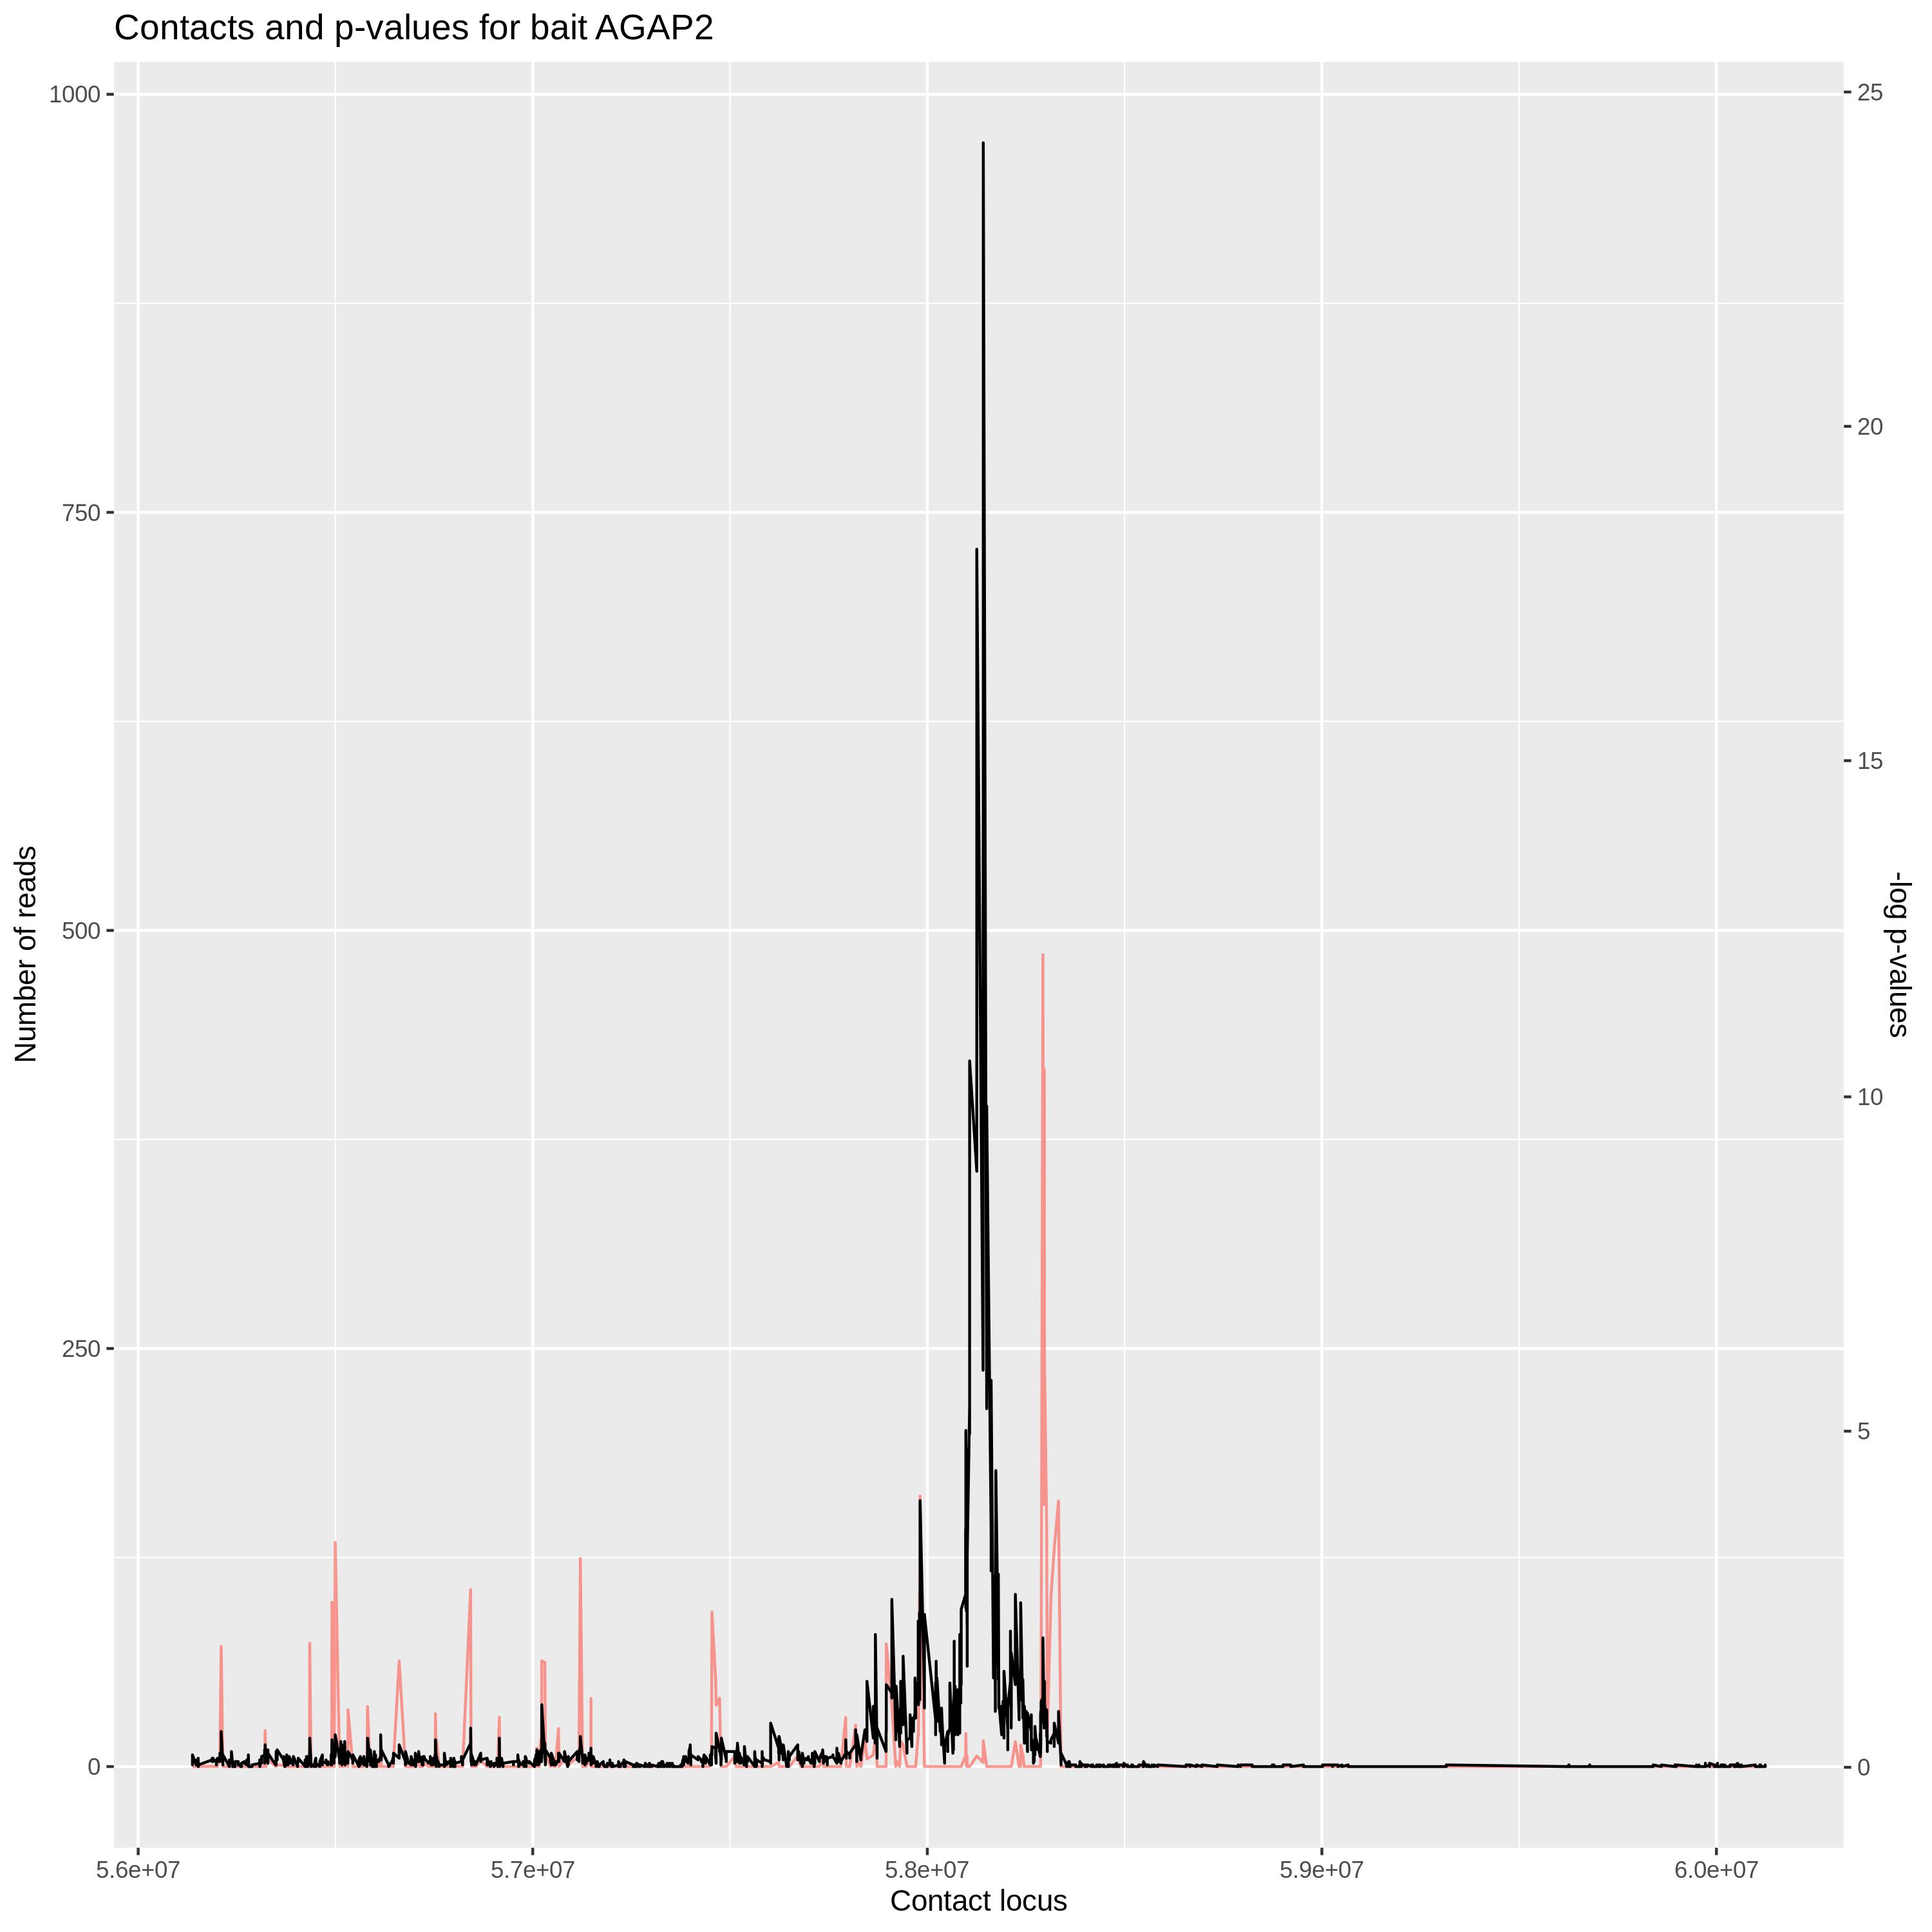 Contacts and p-values for bait AGAP2
1000
750
500
250
0
Number of reads
25
20
15
10
5
0
-log p-values
5.6e+07
5.7e+07
5.8e+07
5.9e+07
6.0e+07
Contact locus